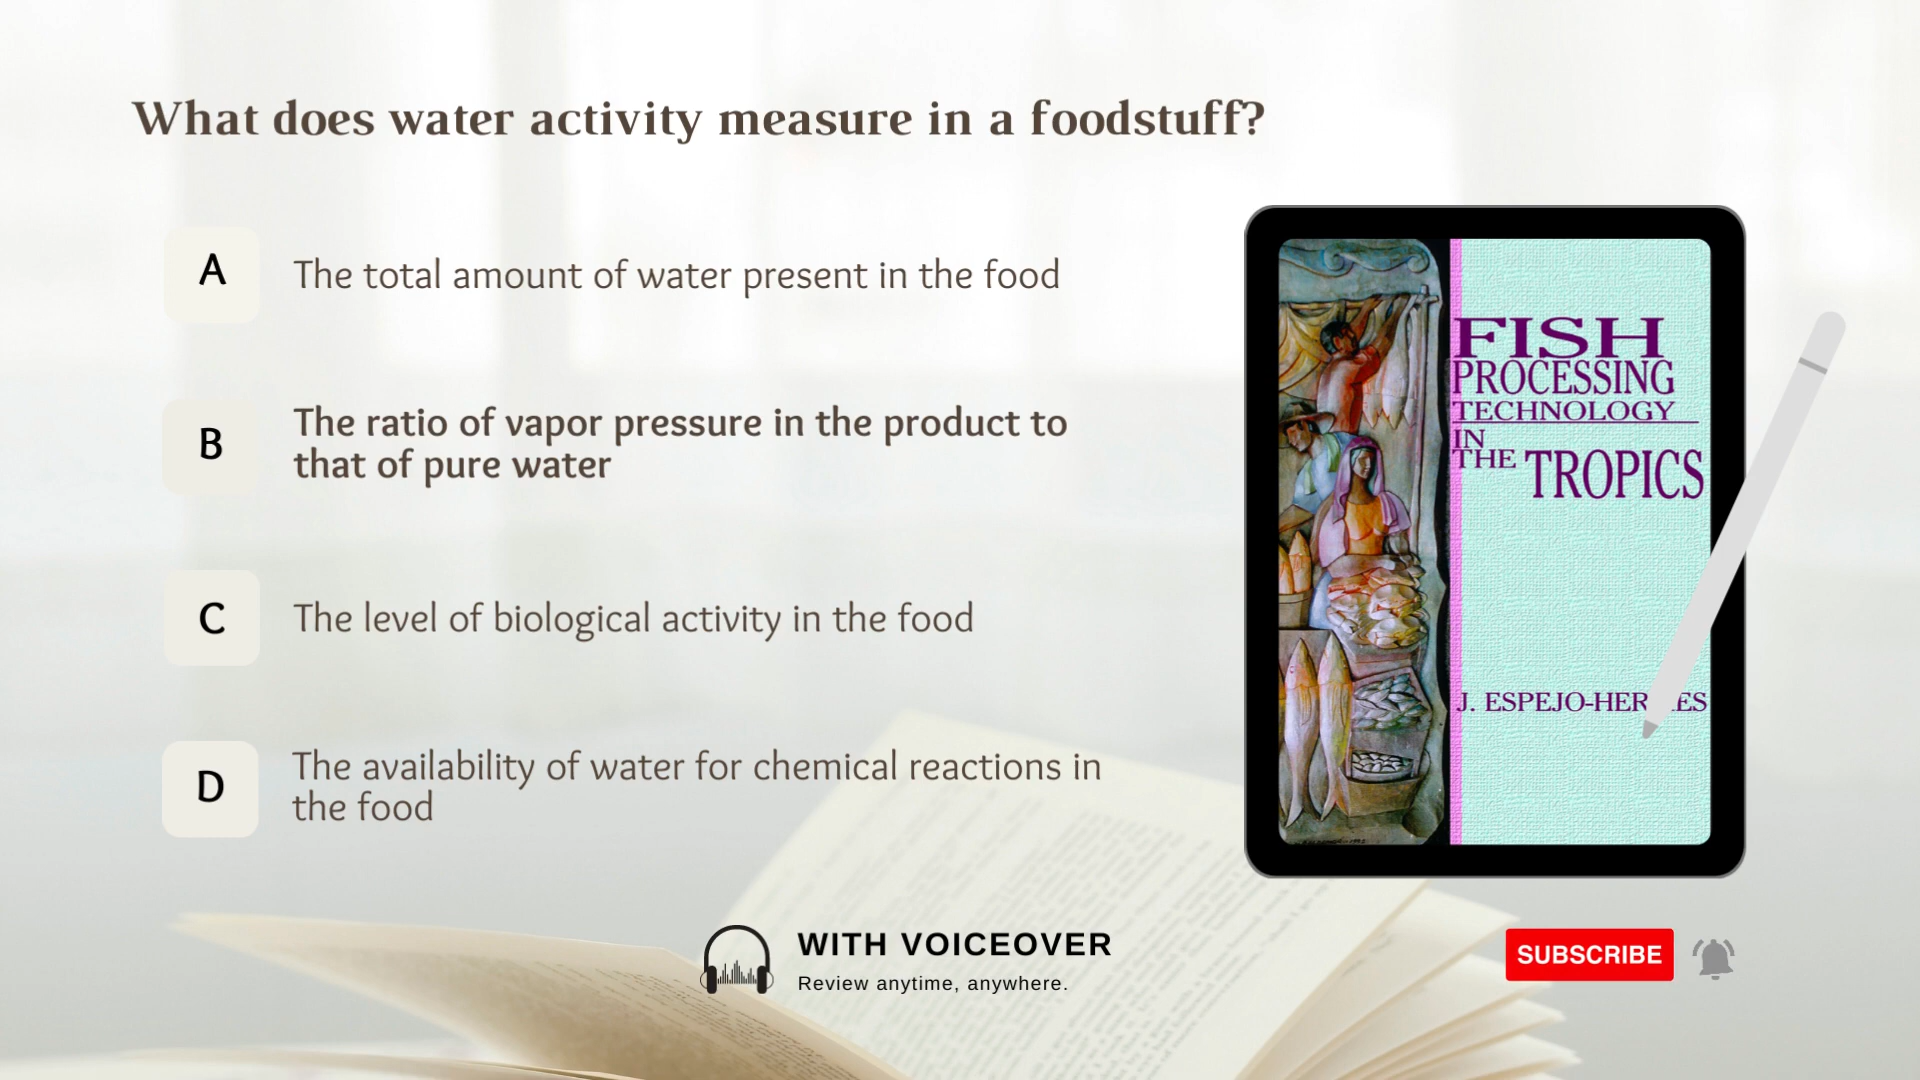 What does water activity measure in a foodstuff?
A
The total amount of water present in the food
B
The ratio of vapor pressure in the product to
that of pure water
C
The level of biological activity in the food
D
The availability of water for chemical reactions in
the food
FISH
PROCESSING
TECHNOLOGY
IN
THE TROPICS
J. ESPEJO-HER
WITH VOICEOVER
Review anytime, anywhere.
SUBSCRIBE